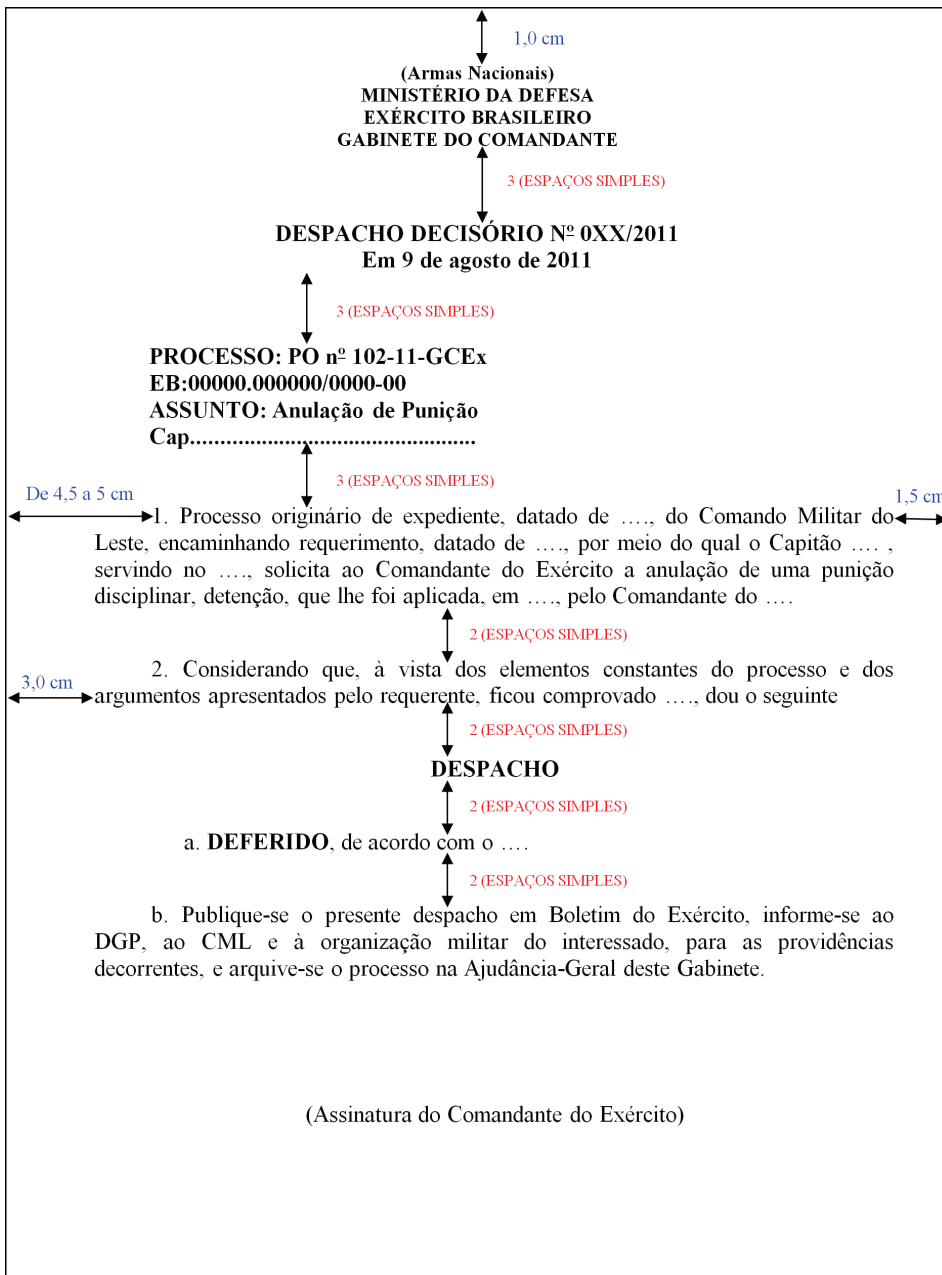 1,0 cm
(Armas Nacionais)
MINISTÉRIO DA DEFESA
EXÉRCITO BRASILEIRO
GABINETE DO COMANDANTE
3 (ESPAÇOS SIMPLES)
DESPACHO DECISÓRIO Nº 0XX/2011
Em 9 de agosto de 2011
3 (ESPAÇOS SIMPLES)
PROCESSO: PO nº 102-11-GCEx
EB:00000.000000/0000-00
ASSUNTO: Anulação de Punição
Cap................................................
3 (ESPAÇOS SIMPLES)
De 4,5 a 5 cm
1,5 cm
1. Processo originário de expediente, datado de …., do Comando Militar do
Leste, encaminhando requerimento, datado de …., por meio do qual o Capitão …. ,
servindo no …., solicita ao Comandante do Exército a anulação de uma punição
disciplinar, detenção, que lhe foi aplicada, em …., pelo Comandante do ….
2 (ESPAÇOS SIMPLES)
2. Considerando que, à vista dos elementos constantes do processo e dos
3,0 cm
argumentos apresentados pelo requerente, ficou comprovado …., dou o seguinte
2 (ESPAÇOS SIMPLES)
DESPACHO
2 (ESPAÇOS SIMPLES)
a. DEFERIDO, de acordo com o ….
2 (ESPAÇOS SIMPLES)
b. Publique-se o presente despacho em Boletim do Exército, informe-se ao
DGP, ao CML e à organização militar do interessado, para as providências
decorrentes, e arquive-se o processo na Ajudância-Geral deste Gabinete.
(Assinatura do Comandante do Exército)